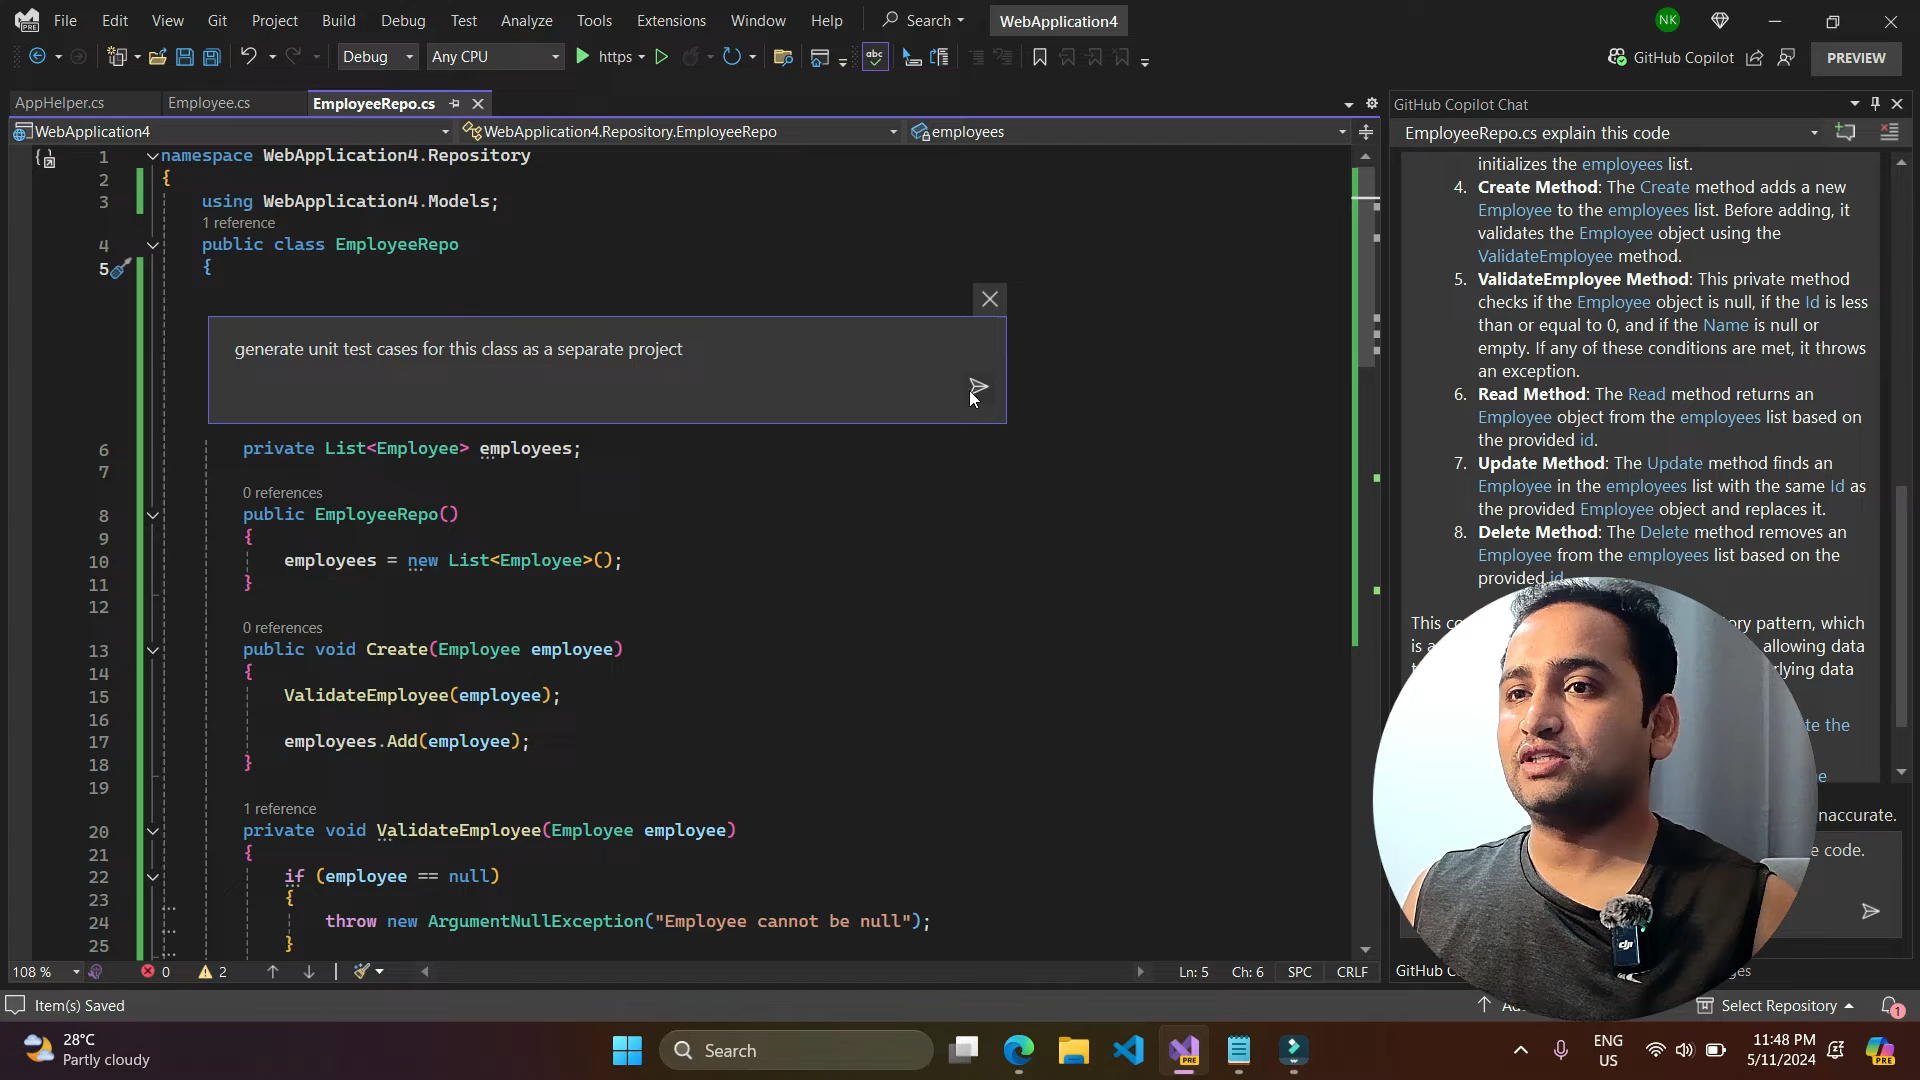 File Edit View Git Project Build Debug Test Analyze Tools Extensions Window Help Search WebApplication4 NK
PRE
Debug Any CPU https abc GitHub Copilot PREVIEW
AppHelper.cs Employee.cs EmployeeRepo.cs
WebApplication4 WebApplication4.Repository.EmployeeRepo employees
1 namespace WebApplication4.Repository
2 {
3 using WebApplication4.Models;
1 reference
4 public class EmployeeRepo
5 {
generate unit test cases for this class as a separate project
6 private List<Employee> employees;
7
0 references
8 public EmployeeRepo()
9 {
10 employees = new List<Employee>();
11 }
12
0 references
13 public void Create(Employee employee)
14 {
15 ValidateEmployee(employee);
16
17 employees.Add(employee);
18 }
19
1 reference
20 private void ValidateEmployee(Employee employee)
21 {
22 if (employee == null)
23 {
24 throw new ArgumentNullException("Employee cannot be null");
25 }
108 % 0 2 Ln: 5 Ch: 6 SPC CRLF
GitHub Copilot Chat
EmployeeRepo.cs explain this code
initializes the employees list.
4. Create Method: The Create method adds a new
Employee to the employees list. Before adding, it
validates the Employee object using the
ValidateEmployee method.
5. ValidateEmployee Method: This private method
checks if the Employee object is null, if the Id is less
than or equal to 0, and if the Name is null or
empty. If any of these conditions are met, it throws
an exception.
6. Read Method: The Read method returns an
Employee object from the employees list based on
the provided id.
7. Update Method: The Update method finds an
Employee in the employees list with the same Id as
the provided Employee object and replaces it.
8. Delete Method: The Delete method removes an
Employee from the employees list based on the
provided id
This pattern, which
is allowing data
data
the
code.
GitHub
Item(s) Saved Select Repository 1
28°C
Partly cloudy
Search
PRE
ENG
US
11:48 PM
5/11/2024
PRE
dji